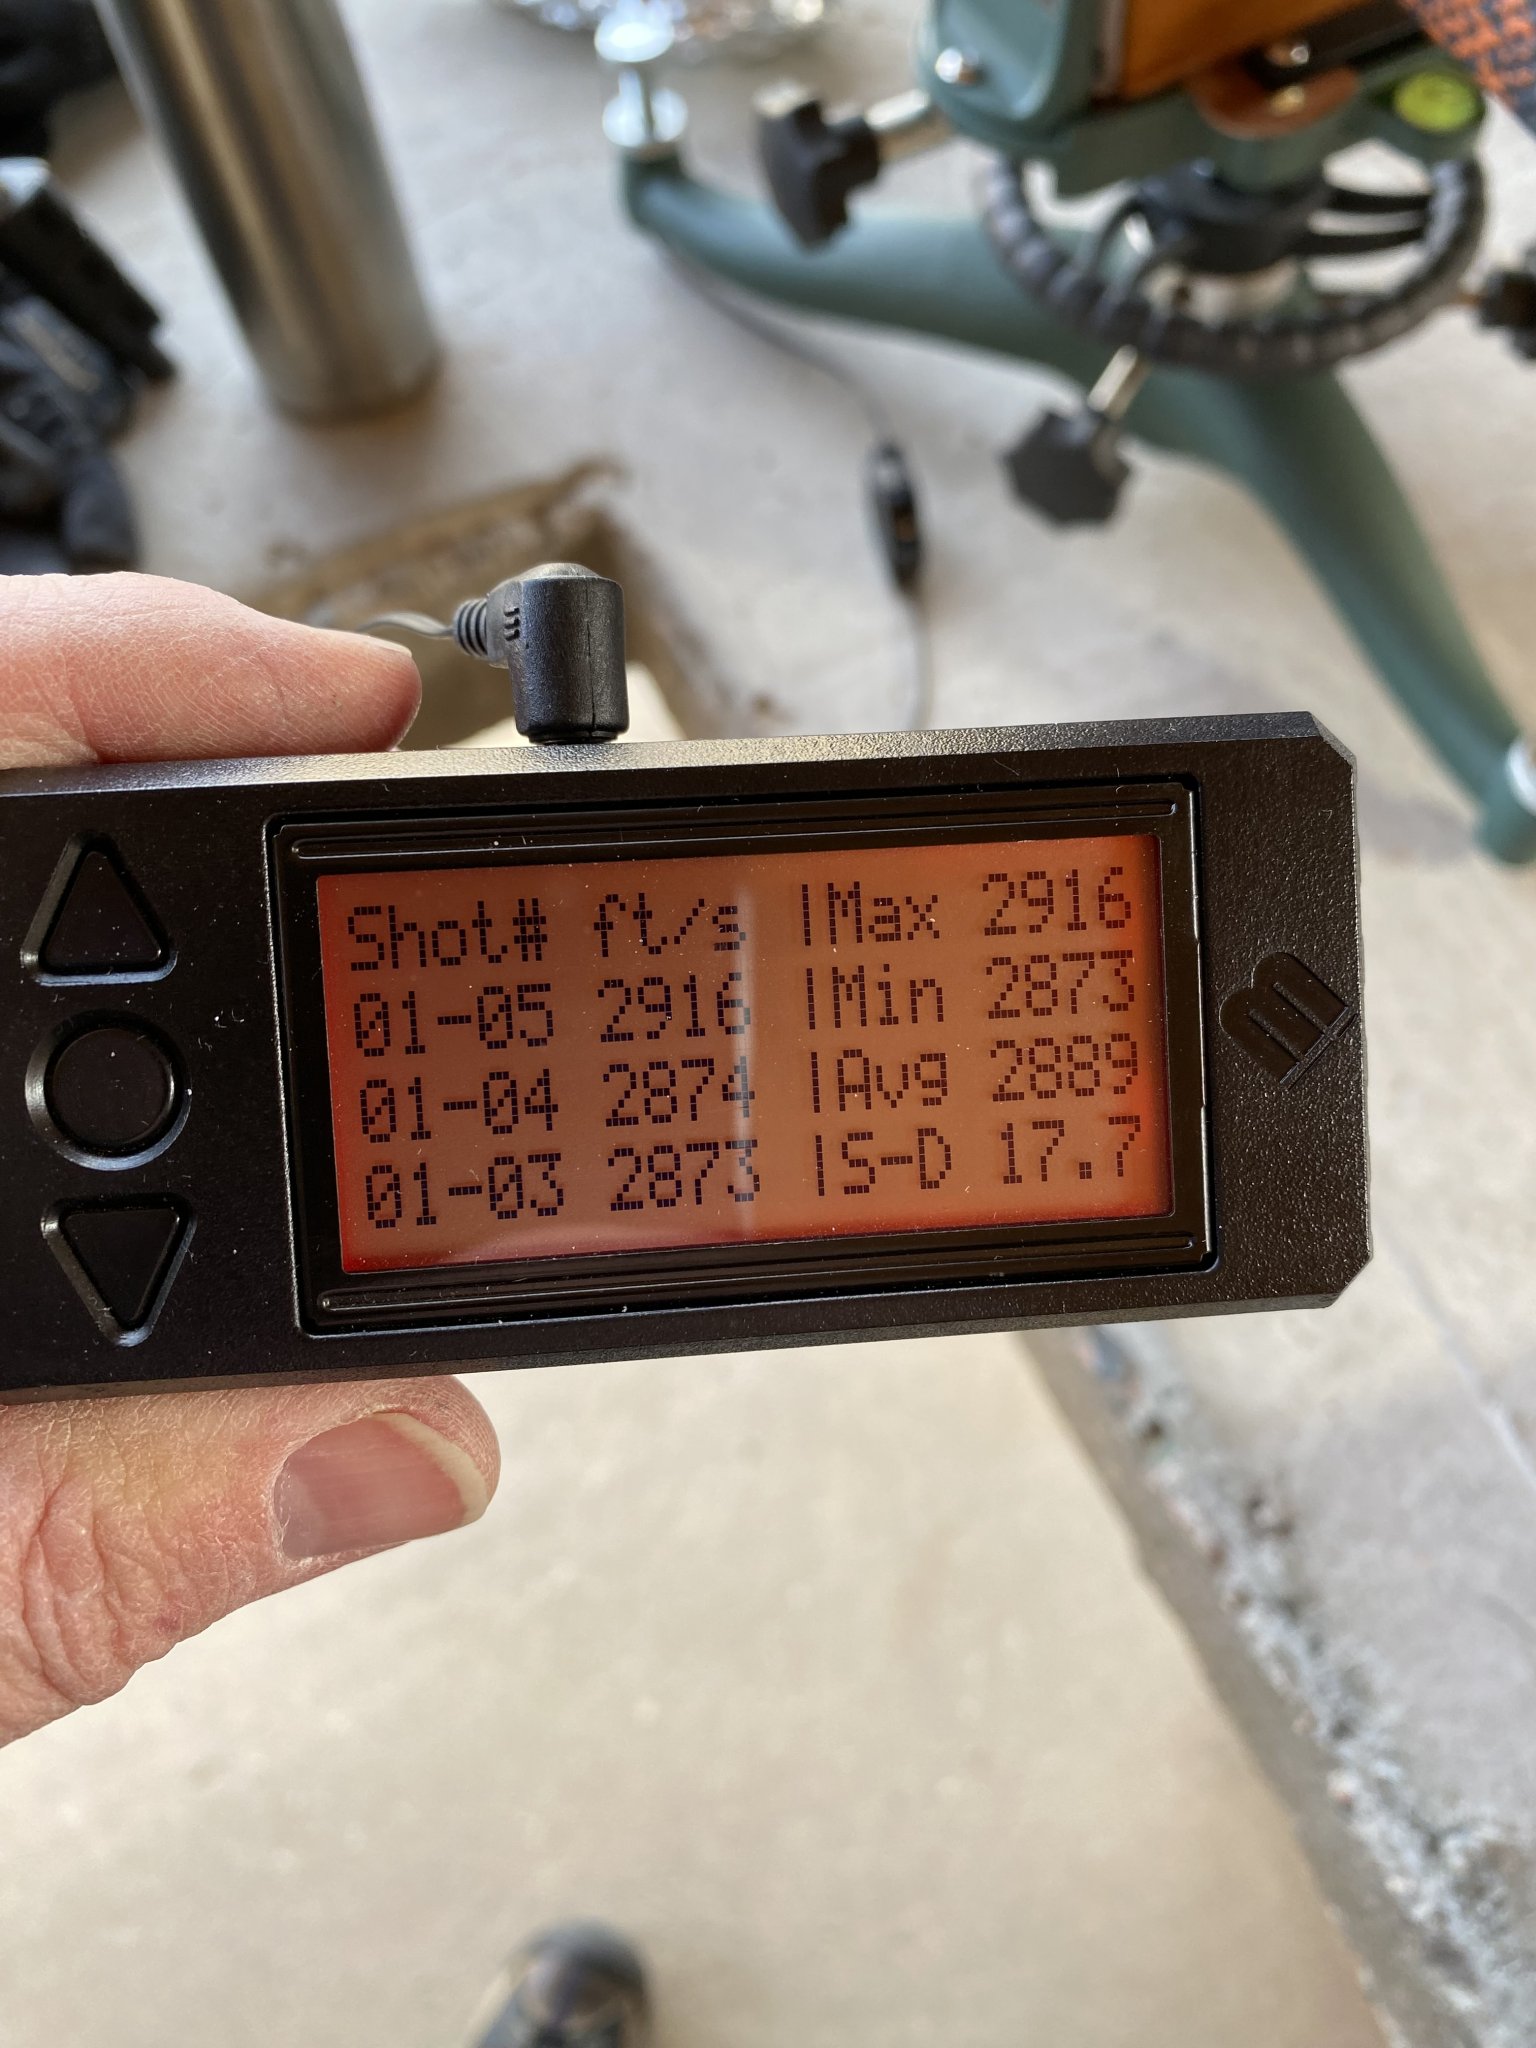 Shot# ft/s |Max 2916
01-05 2916 |Min 2873
01-04 2874 |Avg 2889
01-03 2873 |S-D 17.7